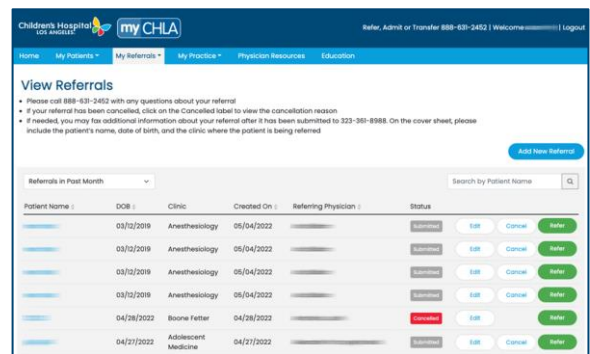 Children's Hospital
LOS ANGELES
my CHLA
Refer, Admit or Transfer 888-631-2452 | Welcome | Logout
Home My Patients My Referrals My Practice Physician Resources Education
View Referrals
• Please call 888-631-2452 with any questions about your referral
• If your referral has been cancelled, click on the Cancelled label to view the cancellation reason
• If needed, you may fax additional information about your referral after it has been submitted to 323-361-8988. On the cover sheet, please
include the patient's name, date of birth, and the clinic where the patient is being referred
Add New Referral
Referrals in Past Month Search by Patient Name
Patient Name DOB Clinic Created On Referring Physician Status
03/12/2019 Anesthesiology 05/04/2022 Submitted Edit Cancel Refer
03/12/2019 Anesthesiology 05/04/2022 Submitted Edit Cancel Refer
03/12/2019 Anesthesiology 05/04/2022 Submitted Edit Cancel Refer
03/12/2019 Anesthesiology 05/04/2022 Submitted Edit Cancel Refer
04/28/2022 Boone Fetter 04/28/2022 Cancelled Edit Refer
04/27/2022 Adolescent Medicine 04/27/2022 Submitted Edit Cancel Refer